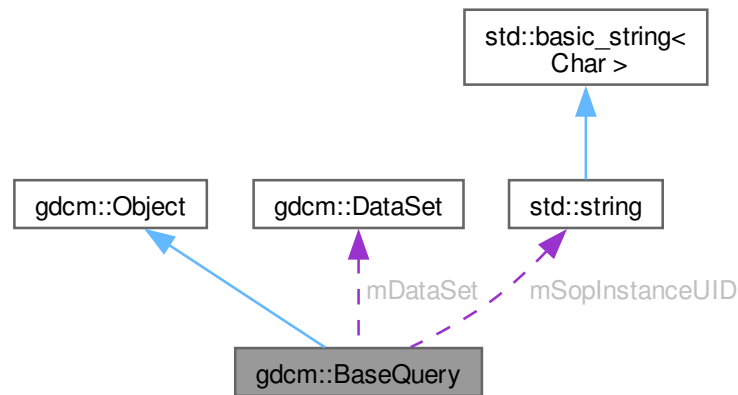 std::basic_string<
Char >
gdcm::Object
gdcm::DataSet
std::string
mDataSet
mSopInstanceUID
gdcm::BaseQuery